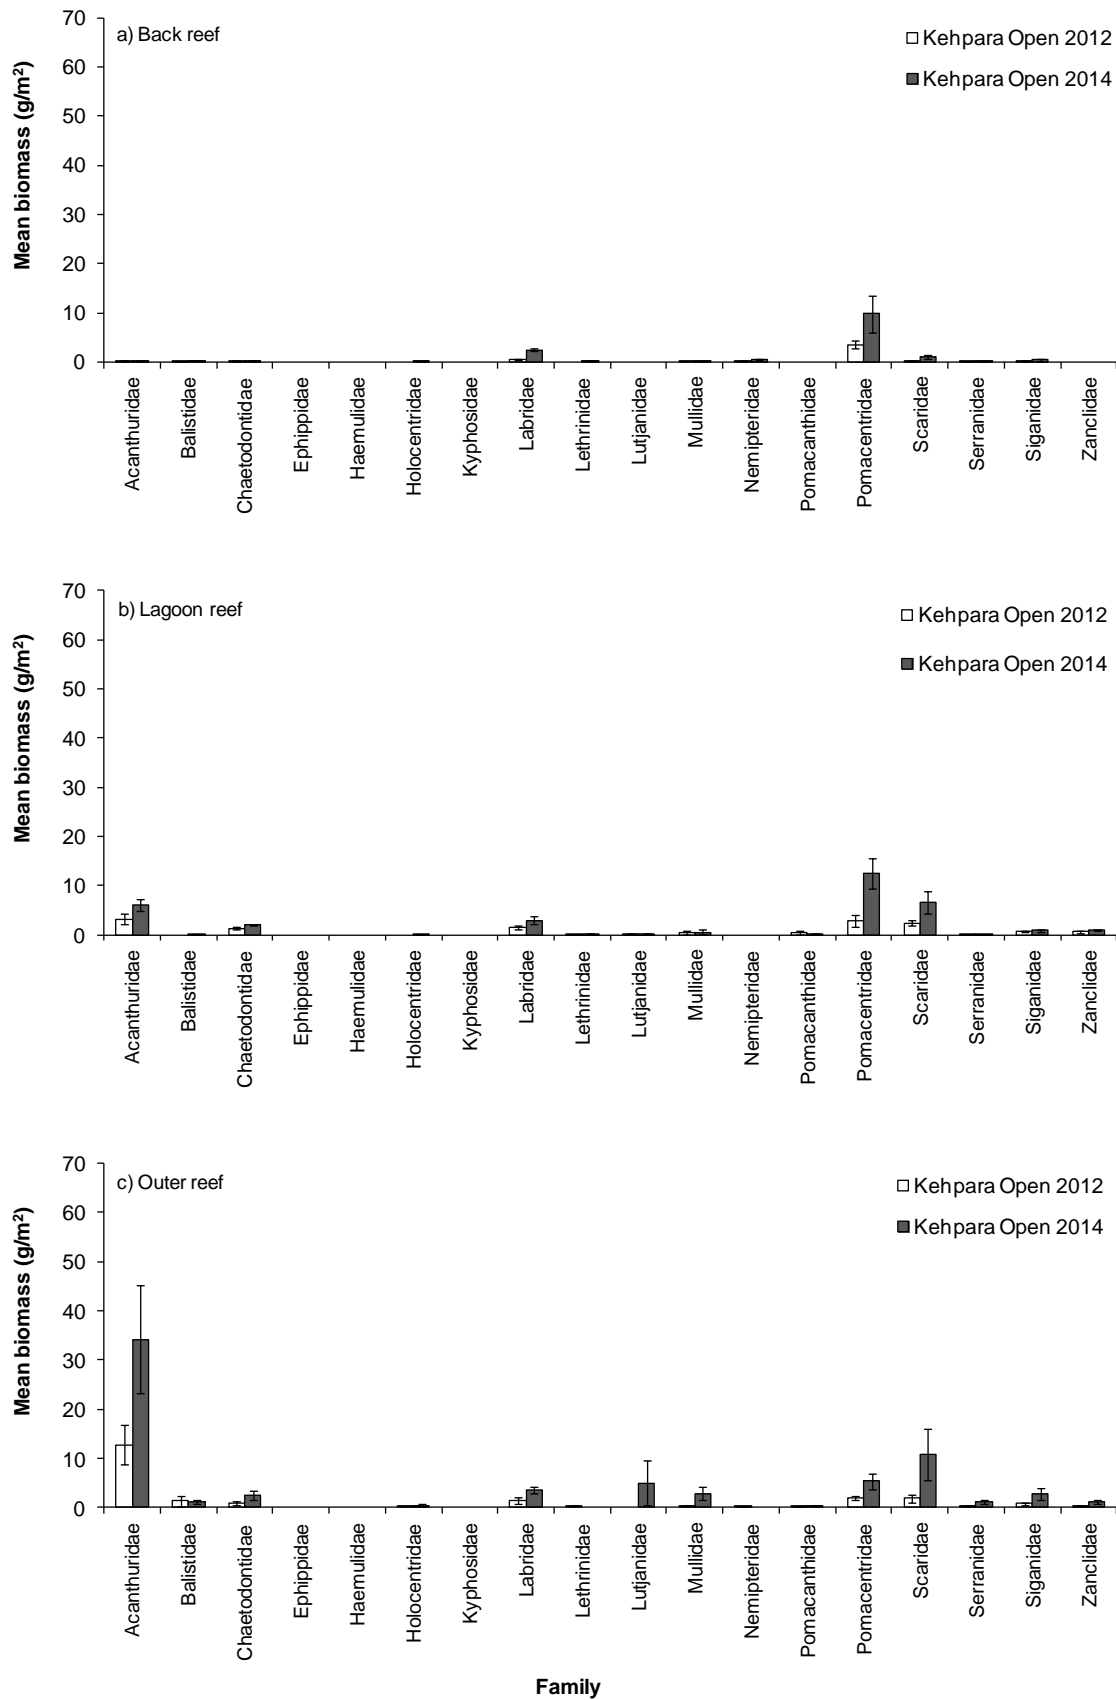 a) Back reef
Kehpara Open 2012
Kehpara Open 2014
Mean biomass (g/m²)
70
60
50
40
30
20
10
0
Acanthuridae
Balistidae
Chaetodontidae
Ephippidae
Haemulidae
Holocentridae
Kyphosidae
Labridae
Lethrinidae
Lutjanidae
Mullidae
Nemipteridae
Pomacanthidae
Pomacentridae
Scaridae
Serranidae
Siganidae
Zanclidae
b) Lagoon reef
Kehpara Open 2012
Kehpara Open 2014
Mean biomass (g/m²)
70
60
50
40
30
20
10
0
Acanthuridae
Balistidae
Chaetodontidae
Ephippidae
Haemulidae
Holocentridae
Kyphosidae
Labridae
Lethrinidae
Lutjanidae
Mullidae
Nemipteridae
Pomacanthidae
Pomacentridae
Scaridae
Serranidae
Siganidae
Zanclidae
c) Outer reef
Kehpara Open 2012
Kehpara Open 2014
Mean biomass (g/m²)
70
60
50
40
30
20
10
0
Acanthuridae
Balistidae
Chaetodontidae
Ephippidae
Haemulidae
Holocentridae
Kyphosidae
Labridae
Lethrinidae
Lutjanidae
Mullidae
Nemipteridae
Pomacanthidae
Pomacentridae
Scaridae
Serranidae
Siganidae
Zanclidae
Family